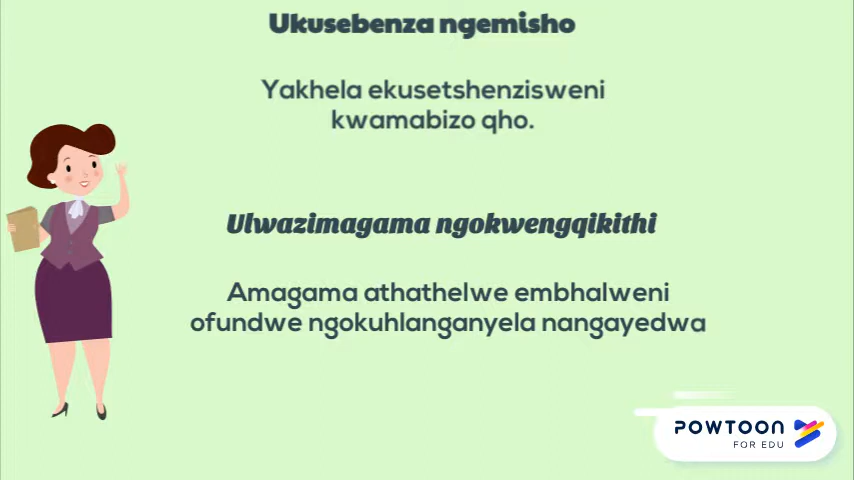 Ukusebenza ngemisho
Yakhela ekusetshenzisweni
kwamabizo qho.
Ulwazimagama ngokwengqikithi
Amagama athathelwe embhalweni
ofundwe ngokuhlanganyela nangayedwa
POWTOON
FOR EDU